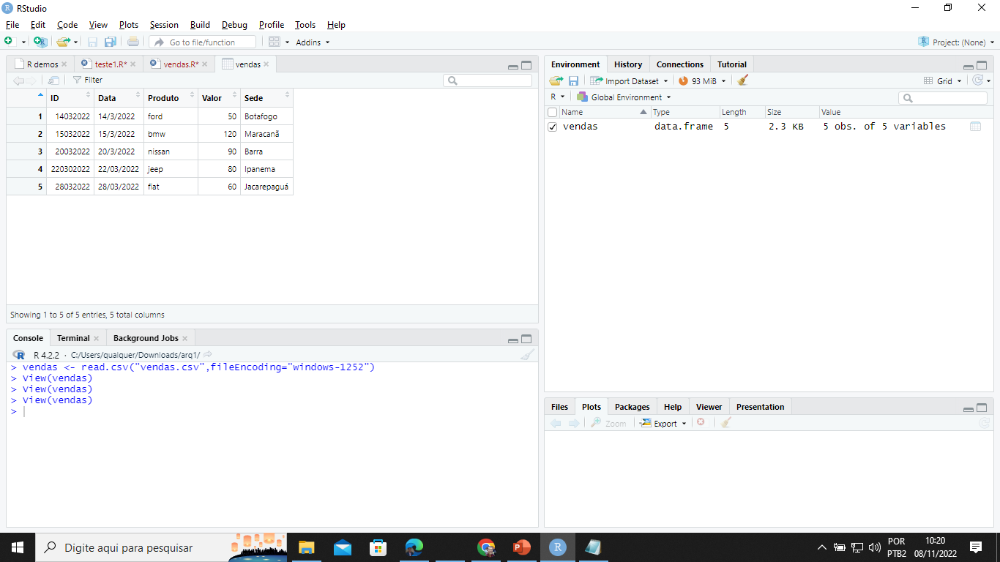 RStudio
File Edit Code View Plots Session Build Debug Profile Tools Help
Go to file/function Addins Project: (None)
R demos teste1.R* vendas.R* vendas
Filter
ID Data Produto Valor Sede
1 14032022 14/3/2022 ford 50 Botafogo
2 15032022 15/3/2022 bmw 120 Maracanã
3 20032022 20/3/2022 nissan 90 Barra
4 220302022 22/03/2022 jeep 80 Ipanema
5 28032022 28/03/2022 fiat 60 Jacarepaguá
Showing 1 to 5 of 5 entries, 5 total columns
Console Terminal Background Jobs
R 4.2.2 · C:/Users/qualquer/Downloads/arq1/
> vendas <- read.csv("vendas.csv",fileEncoding="windows-1252")
> View(vendas)
> View(vendas)
> View(vendas)
>
Environment History Connections Tutorial
Import Dataset 93 MiB Grid
R Global Environment
Name Type Length Size Value
vendas data.frame 5 2.3 KB 5 obs. of 5 variables
Files Plots Packages Help Viewer Presentation
Zoom Export
Digite aqui para pesquisar
POR
PTB2
10:20
08/11/2022